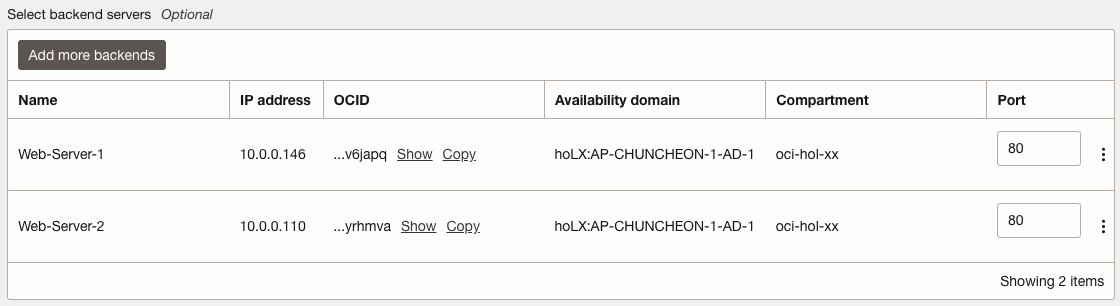 Select backend servers Optional
Add more backends
Name IP address OCID Availability domain Compartment Port
Web-Server-1 10.0.0.146 ...v6japq Show Copy hoLX:AP-CHUNCHEON-1-AD-1 oci-hol-xx 80
Web-Server-2 10.0.0.110 ...yrhmva Show Copy hoLX:AP-CHUNCHEON-1-AD-1 oci-hol-xx 80
Showing 2 items